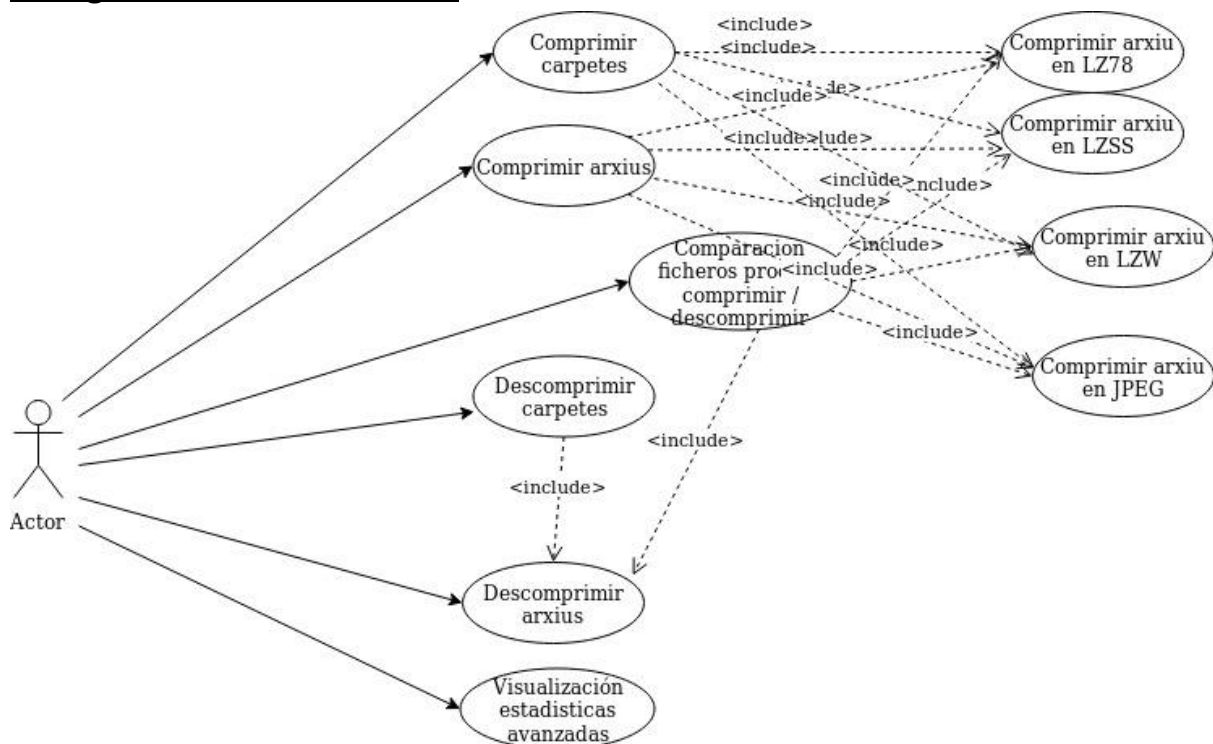 <include>
<include>
Comprimir
carpetes
Comprimir arxiu
en LZ78
<include>
Comprimir arxiu
en LZSS
<include>
Comprimir arxius
<include>
<include>
Comprimir arxiu
en LZW
Comparacion
ficheros
<include>
<include>
comprimir /
descomprimir
<include>
Comprimir arxiu
en JPEG
Descomprimir
carpetes
<include>
<include>
Actor
Descomprimir
arxius
Visualización
estadisticas
avanzadas